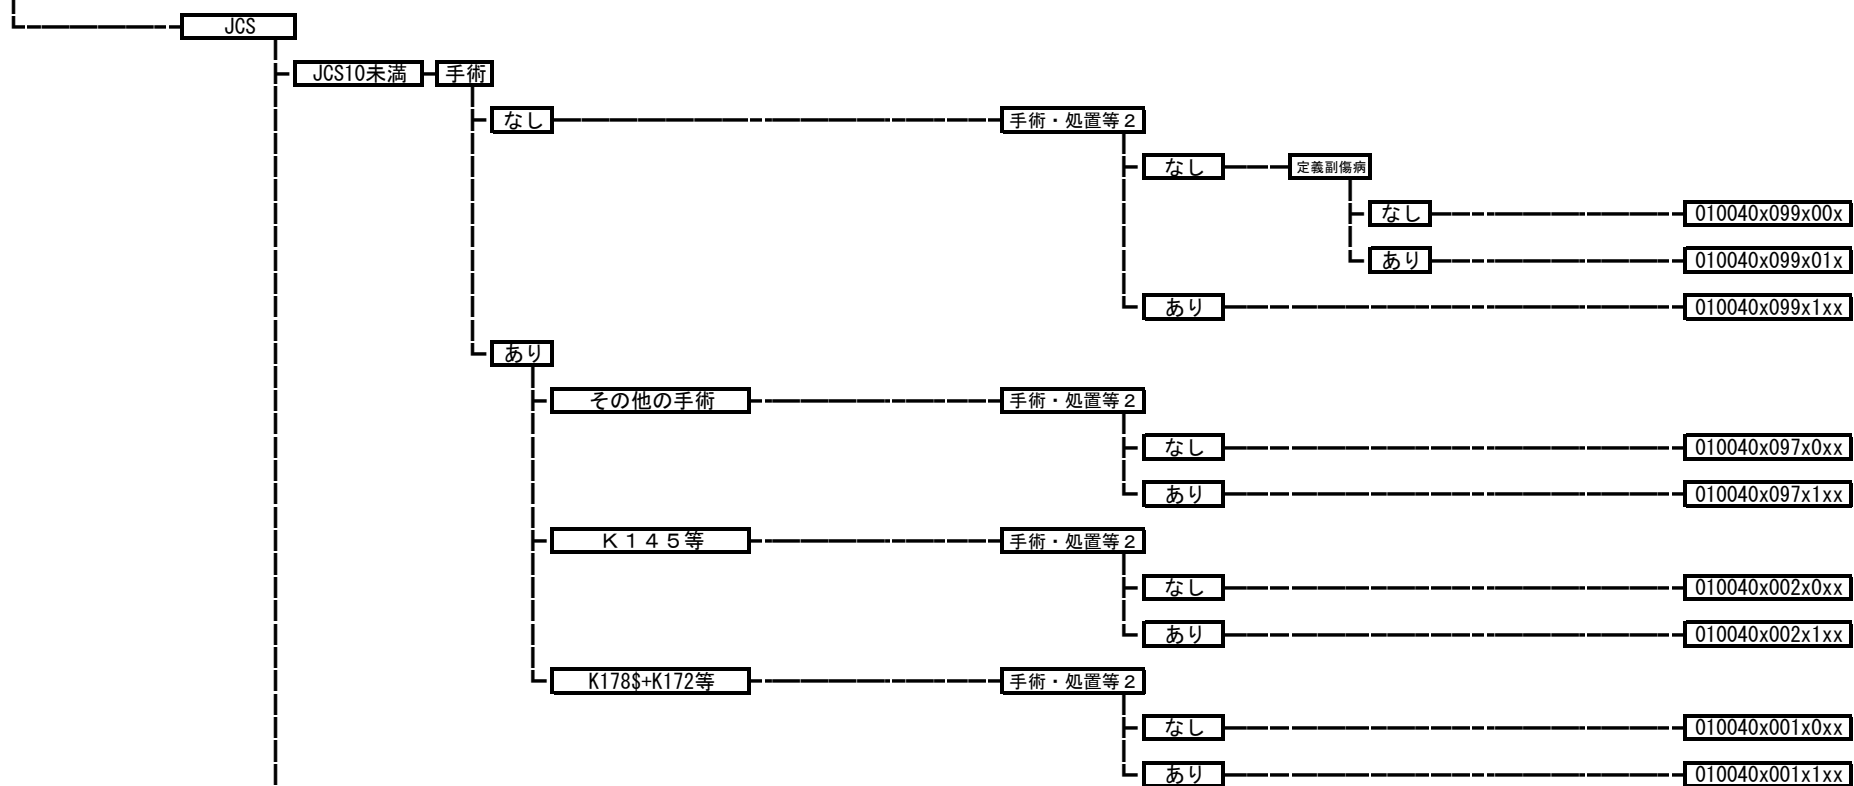 JCS
JCS10未満 手術
なし 手術・処置等２
なし 定義副傷病
なし 010040x099x00x
あり 010040x099x01x
あり 010040x099x1xx
あり
その他の手術 手術・処置等２
なし 010040x097x0xx
あり 010040x097x1xx
Ｋ１４５等 手術・処置等２
なし 010040x002x0xx
あり 010040x002x1xx
K178$+K172等 手術・処置等２
なし 010040x001x0xx
あり 010040x001x1xx